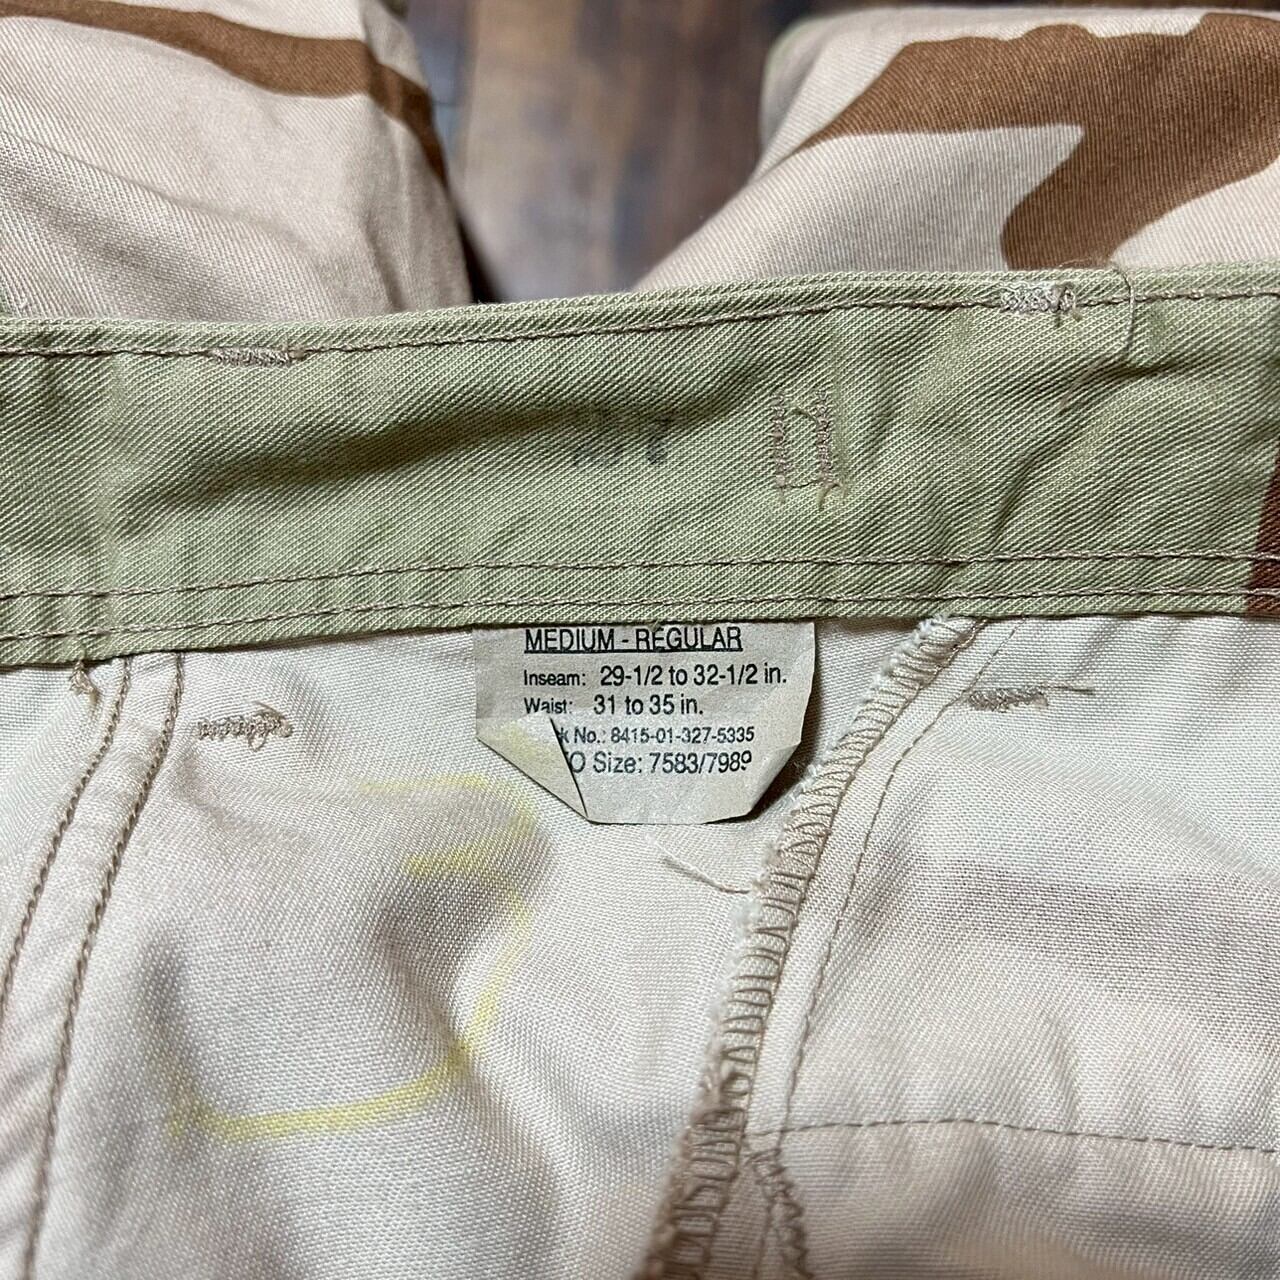 MEDIUM - REGULAR
Inseam: 29-1/2 to 32-1/2 in.
Waist: 31 to 35 in.
k No.: 8415-01-327-5335
O Size: 7583/7989